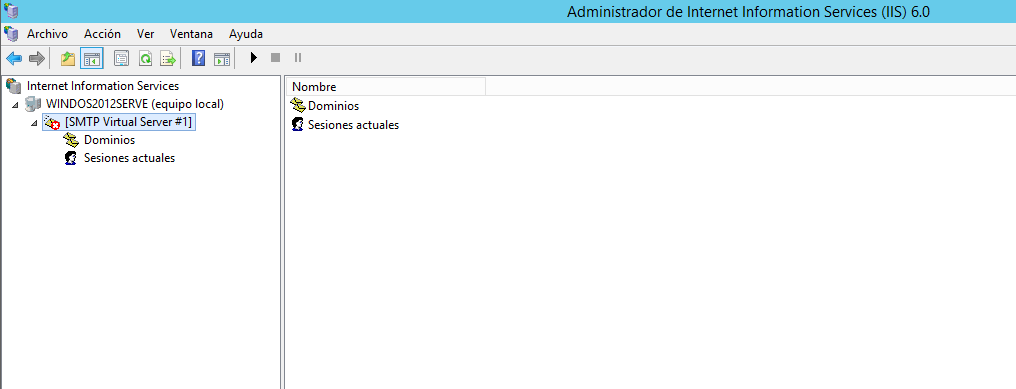 Administrador de Internet Information Services (IIS) 6.0
Archivo Acción Ver Ventana Ayuda
Internet Information Services
WINDOS2012SERVE (equipo local)
[SMTP Virtual Server #1]
Dominios
Sesiones actuales
Nombre
Dominios
Sesiones actuales